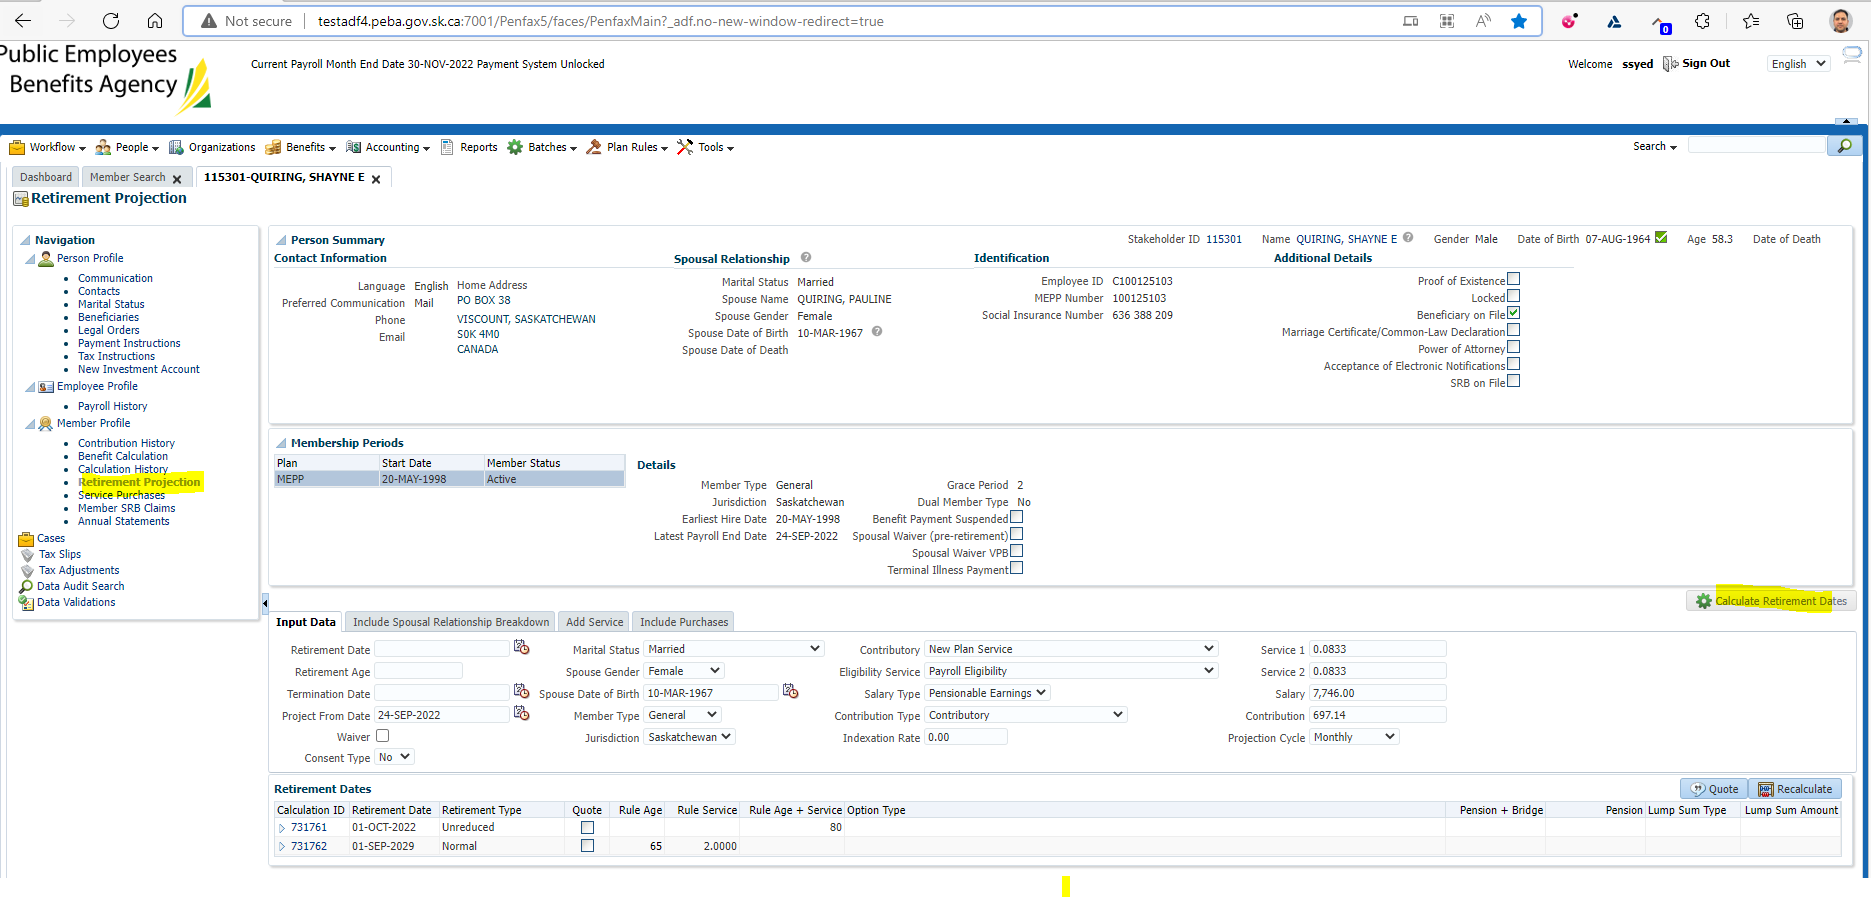 Not secure | testadf4.peba.gov.sk.ca:7001/Penfax5/faces/PenfaxMain?_adf.no-new-window-redirect=true
0
Public Employees
Benefits Agency
Current Payroll Month End Date 30-NOV-2022 Payment System Unlocked
Welcome ssyed Sign Out English
Workflow People Organizations Benefits Accounting Reports Batches Plan Rules Tools Search
Dashboard Member Search 115301-QUIRING, SHAYNE E
Retirement Projection
Navigation
Person Profile
Communication
Contacts
Marital Status
Beneficiaries
Legal Orders
Payment Instructions
Tax Instructions
New Investment Account
Employee Profile
Payroll History
Member Profile
Contribution History
Benefit Calculation
Calculation History
Retirement Projection
Service Purchases
Member SRB Claims
Annual Statements
Cases
Tax Slips
Tax Adjustments
Data Audit Search
Data Validations
Person Summary Stakeholder ID 115301 Name QUIRING, SHAYNE E Gender Male Date of Birth 07-AUG-1964 Age 58.3 Date of Death
Contact Information
Language English Home Address
Preferred Communication Mail PO BOX 38
Phone VISCOUNT, SASKATCHEWAN
Email S0K 4M0
CANADA
Spousal Relationship
Marital Status Married
Spouse Name QUIRING, PAULINE
Spouse Gender Female
Spouse Date of Birth 10-MAR-1967
Spouse Date of Death
Identification
Employee ID C100125103
MEPP Number 100125103
Social Insurance Number 636 388 209
Additional Details
Proof of Existence
Locked
Beneficiary on File
Marriage Certificate/Common-Law Declaration
Power of Attorney
Acceptance of Electronic Notifications
SRB on File
Membership Periods
Plan Start Date Member Status
MEPP 20-MAY-1998 Active
Details
Member Type General Grace Period 2
Jurisdiction Saskatchewan Dual Member Type No
Earliest Hire Date 20-MAY-1998 Benefit Payment Suspended
Latest Payroll End Date 24-SEP-2022 Spousal Waiver (pre-retirement)
Spousal Waiver VPB
Terminal Illness Payment
Calculate Retirement Dates
Input Data Include Spousal Relationship Breakdown Add Service Include Purchases
Retirement Date Marital Status Married Contributory New Plan Service Service 1 0.0833
Retirement Age Spouse Gender Female Eligibility Service Payroll Eligibility Service 2 0.0833
Termination Date Spouse Date of Birth 10-MAR-1967 Salary Type Pensionable Earnings Salary 7,746.00
Project From Date 24-SEP-2022 Member Type General Contribution Type Contributory Contribution 697.14
Waiver Jurisdiction Saskatchewan Indexation Rate 0.00 Projection Cycle Monthly
Consent Type No
Retirement Dates Quote Recalculate
Calculation ID Retirement Date Retirement Type Quote Rule Age Rule Service Rule Age + Service Option Type Pension + Bridge Pension Lump Sum Type Lump Sum Amount
731761 01-OCT-2022 Unreduced 80
731762 01-SEP-2029 Normal 65 2.0000